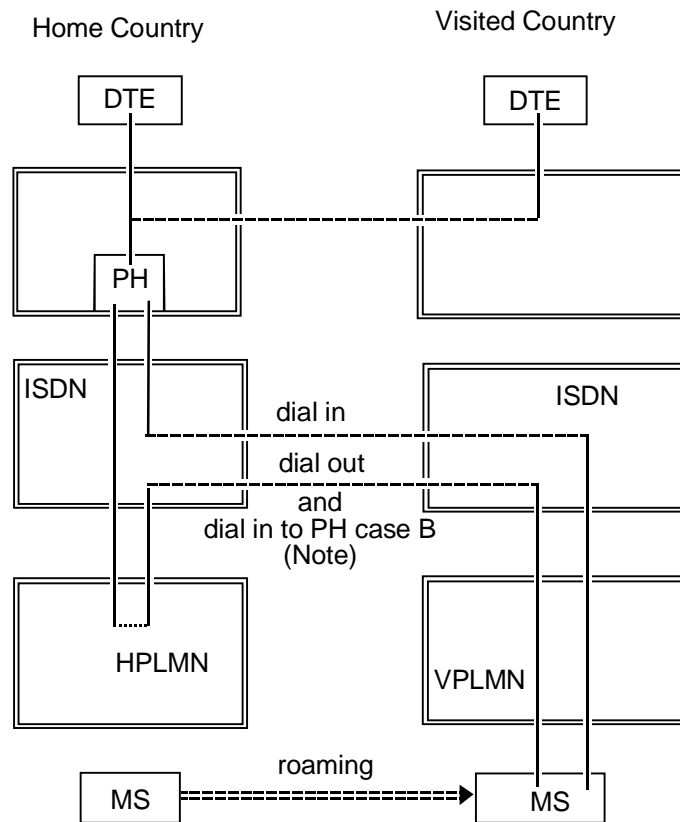 Home Country
Visited Country
DTE
DTE
PH
ISDN
ISDN
dial in
dial out
and
dial in to PH case B
(Note)
HPLMN
VPLMN
roaming
MS
MS